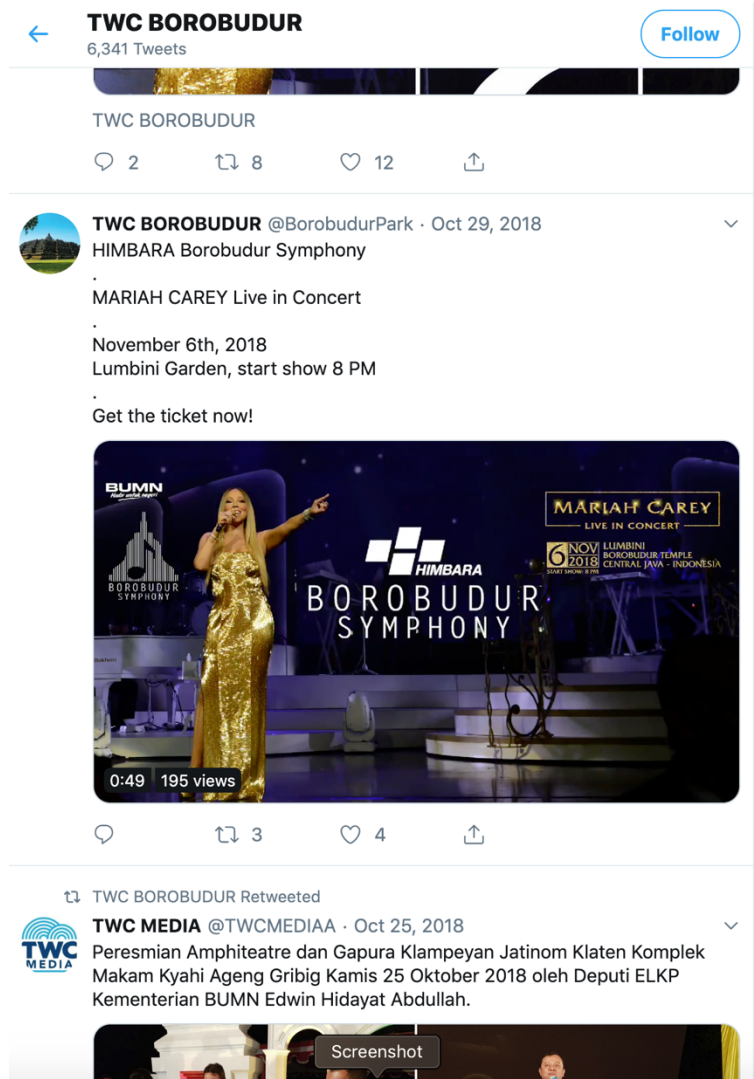 TWC BOROBUDUR
6,341 Tweets
Follow
TWC BOROBUDUR
2 8 12
TWC BOROBUDUR @BorobudurPark · Oct 29, 2018
HIMBARA Borobudur Symphony
.
MARIAH CAREY Live in Concert
.
November 6th, 2018
Lumbini Garden, start show 8 PM
.
Get the ticket now!
BUMN
Hadir untuk negeri
BOROBUDUR
SYMPHONY
HIMBARA
BOROBUDUR
SYMPHONY
MARIAH CAREY
LIVE IN CONCERT
6 NOV 2018
START SHOW: 8 PM
LUMBINI
BOROBUDUR TEMPLE
CENTRAL JAVA - INDONESIA
0:49 195 views
3 4
TWC BOROBUDUR Retweeted
TWC MEDIA @TWCMEDIAA · Oct 25, 2018
TWC
MEDIA
Peresmian Amphiteatre dan Gapura Klampeyan Jatinom Klaten Komplek
Makam Kyahi Ageng Gribig Kamis 25 Oktober 2018 oleh Deputi ELKP
Kementerian BUMN Edwin Hidayat Abdullah.
Screenshot